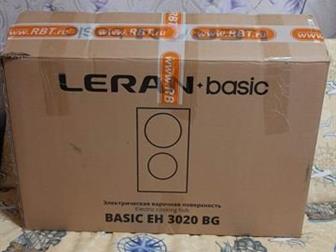 www.RBT.ru
www.RBT.ru
LERAN basic
Электрическая варочная поверхность
Electric cooking hob
BASIC EH 3020 BG